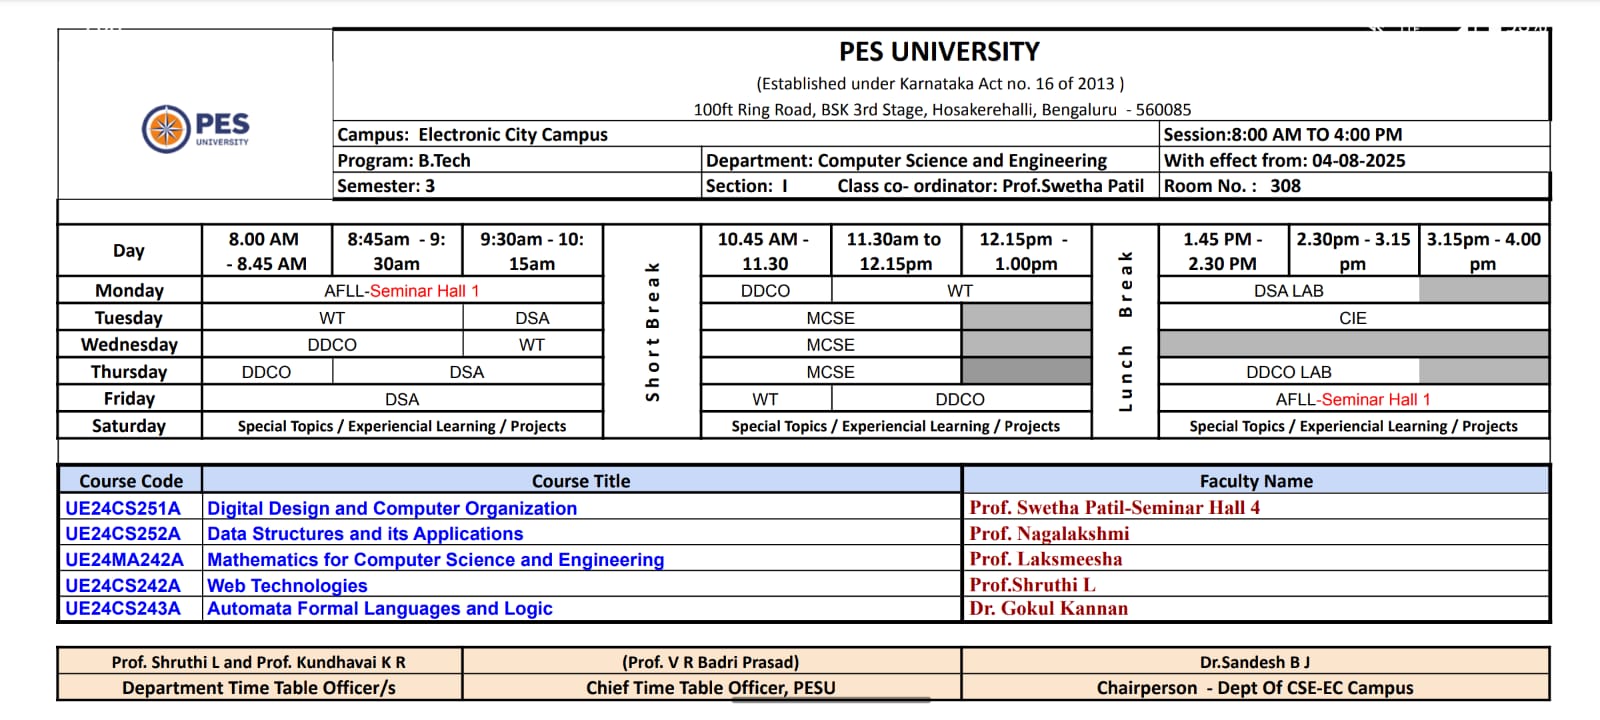 PES UNIVERSITY
(Established under Karnataka Act no. 16 of 2013 )
100ft Ring Road, BSK 3rd Stage, Hosakerehalli, Bengaluru - 560085
PES
UNIVERSITY
Campus: Electronic City Campus Session:8:00 AM TO 4:00 PM
Program: B.Tech Department: Computer Science and Engineering With effect from: 04-08-2025
Semester: 3 Section: I Class co- ordinator: Prof.Swetha Patil Room No. : 308
Day 8.00 AM - 8.45 AM 8:45am - 9:30am 9:30am - 10:15am Short Break 10.45 AM - 11.30 11.30am to 12.15pm 12.15pm - 1.00pm Lunch Break 1.45 PM - 2.30 PM 2.30pm - 3.15 pm 3.15pm - 4.00 pm
Monday AFLL-Seminar Hall 1 DDCO WT DSA LAB
Tuesday WT DSA MCSE CIE
Wednesday DDCO WT MCSE
Thursday DDCO DSA MCSE DDCO LAB
Friday DSA WT DDCO AFLL-Seminar Hall 1
Saturday Special Topics / Experiencial Learning / Projects Special Topics / Experiencial Learning / Projects Special Topics / Experiencial Learning / Projects
Course Code Course Title Faculty Name
UE24CS251A Digital Design and Computer Organization Prof. Swetha Patil-Seminar Hall 4
UE24CS252A Data Structures and its Applications Prof. Nagalakshmi
UE24MA242A Mathematics for Computer Science and Engineering Prof. Laksmeesha
UE24CS242A Web Technologies Prof.Shruthi L
UE24CS243A Automata Formal Languages and Logic Dr. Gokul Kannan
Prof. Shruthi L and Prof. Kundhavai K R (Prof. V R Badri Prasad) Dr.Sandesh B J
Department Time Table Officer/s Chief Time Table Officer, PESU Chairperson - Dept Of CSE-EC Campus